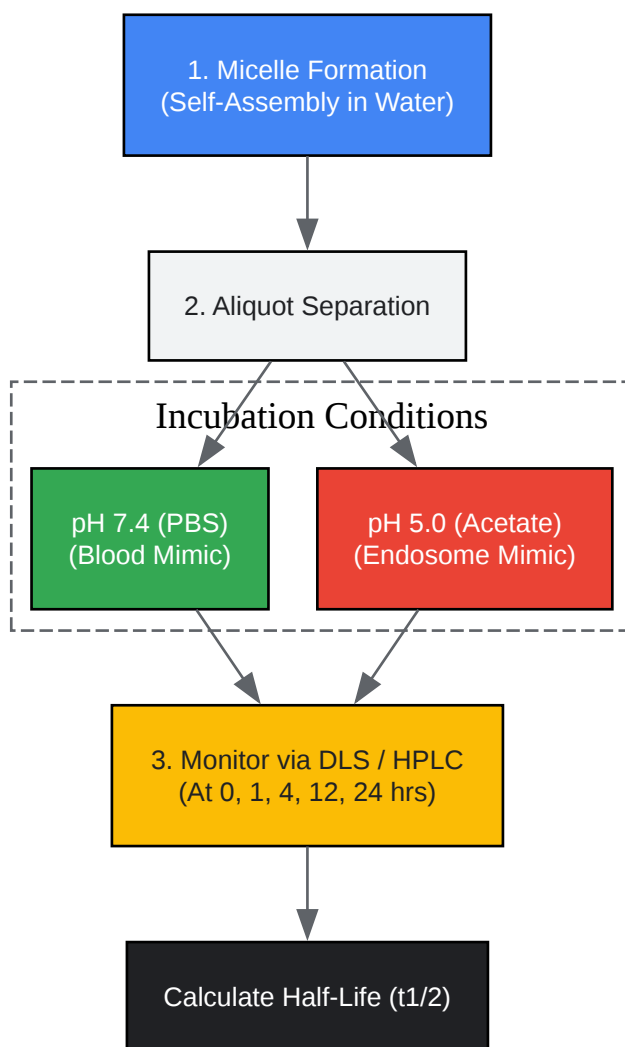 1. Micelle Formation
(Self-Assembly in Water)
2. Aliquot Separation
Incubation Conditions
pH 7.4 (PBS)
(Blood Mimic)
pH 5.0 (Acetate)
(Endosome Mimic)
3. Monitor via DLS / HPLC
(At 0, 1, 4, 12, 24 hrs)
Calculate Half-Life (t1/2)